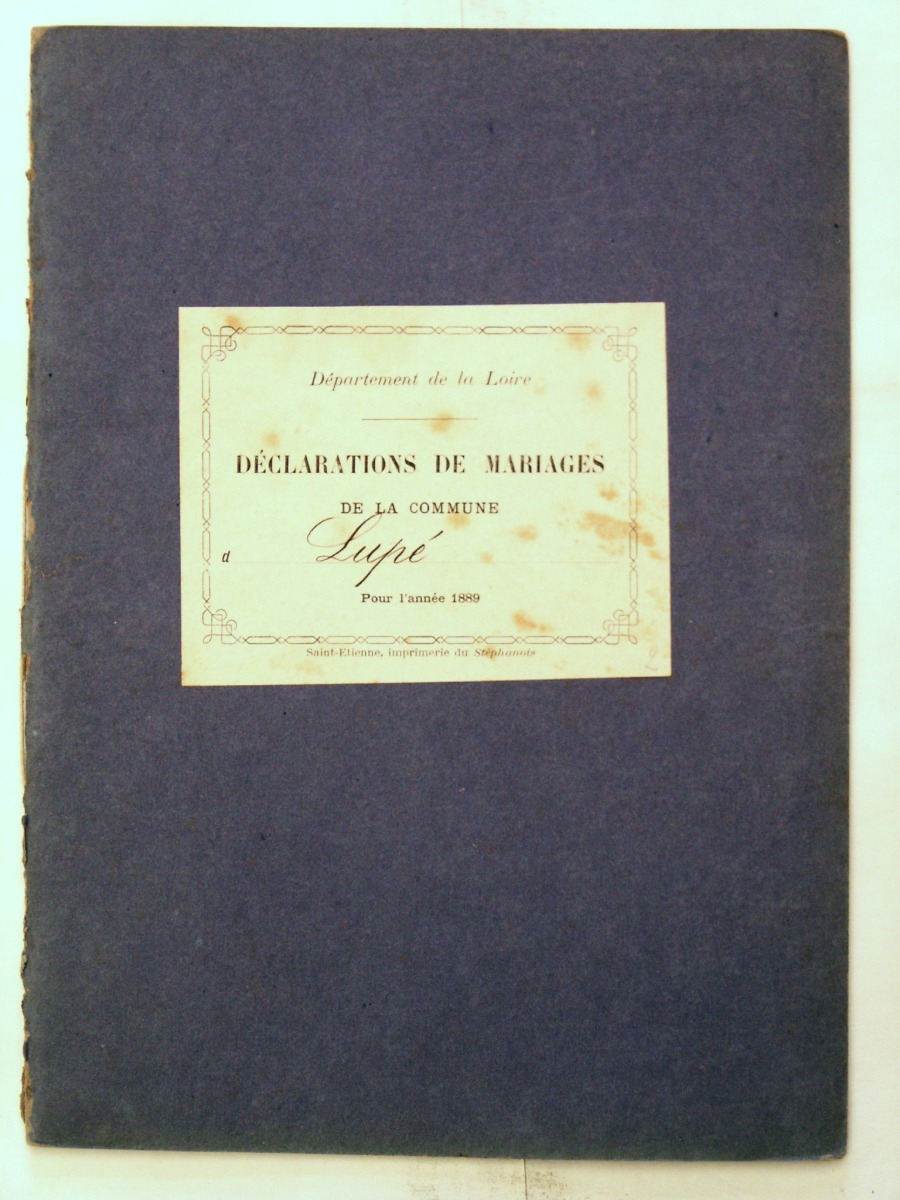 Département de la Loire
DÉCLARATIONS DE MARIAGES
DE LA COMMUNE
d Lupé
Pour l'année 1889
Saint-Etienne, imprimerie du Stéphanois